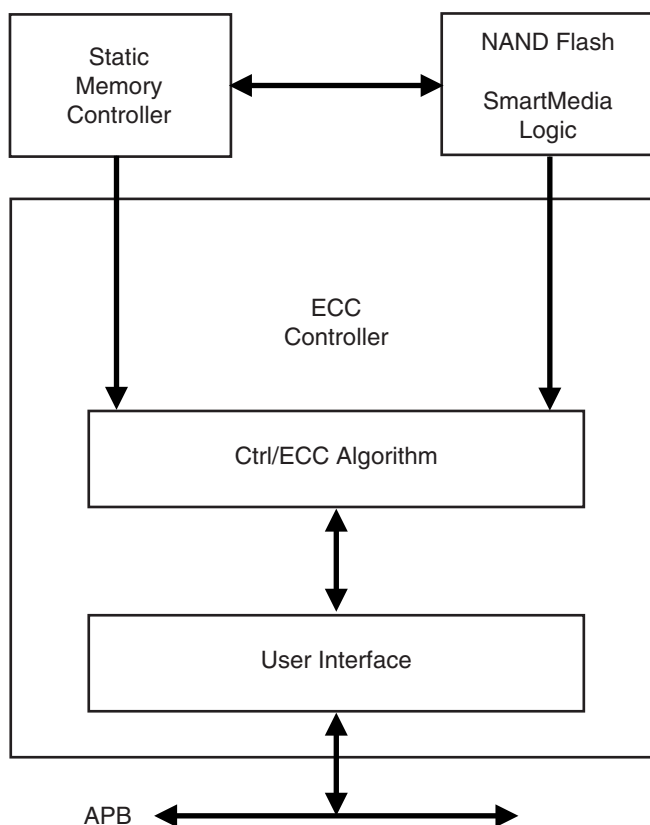 Static
Memory
Controller
NAND Flash
SmartMedia
Logic
ECC
Controller
Ctrl/ECC Algorithm
User Interface
APB